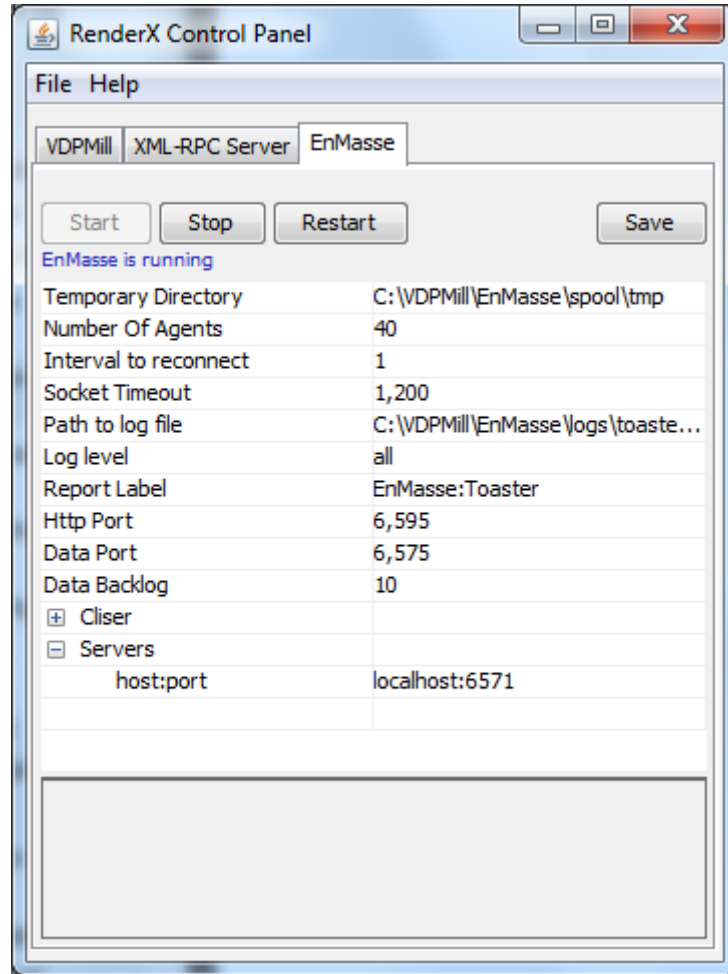 RenderX Control Panel
File Help
VDPMill XML-RPC Server EnMasse
Start Stop Restart Save
EnMasse is running
Temporary Directory C:\VDPMill\EnMasse\spool\tmp
Number Of Agents 40
Interval to reconnect 1
Socket Timeout 1,200
Path to log file C:\VDPMill\EnMasse\logs\toaste...
Log level all
Report Label EnMasse:Toaster
Http Port 6,595
Data Port 6,575
Data Backlog 10
Cliser
Servers
host:port localhost:6571